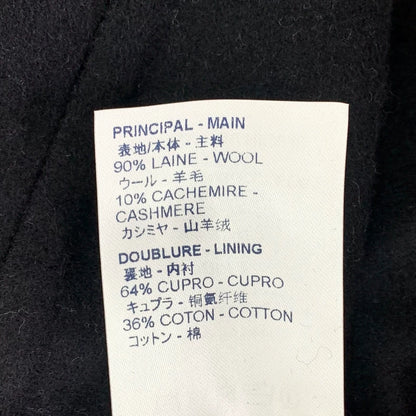 PRINCIPAL - MAIN
表地/本体 - 主料
90% LAINE - WOOL
ウール - 羊毛
10% CACHEMIRE -
CASHMERE
カシミヤ - 山羊绒
DOUBLURE - LINING
裏地 - 内衬
64% CUPRO - CUPRO
キュプラ - 铜氨纤维
36% COTON - COTTON
コットン - 棉